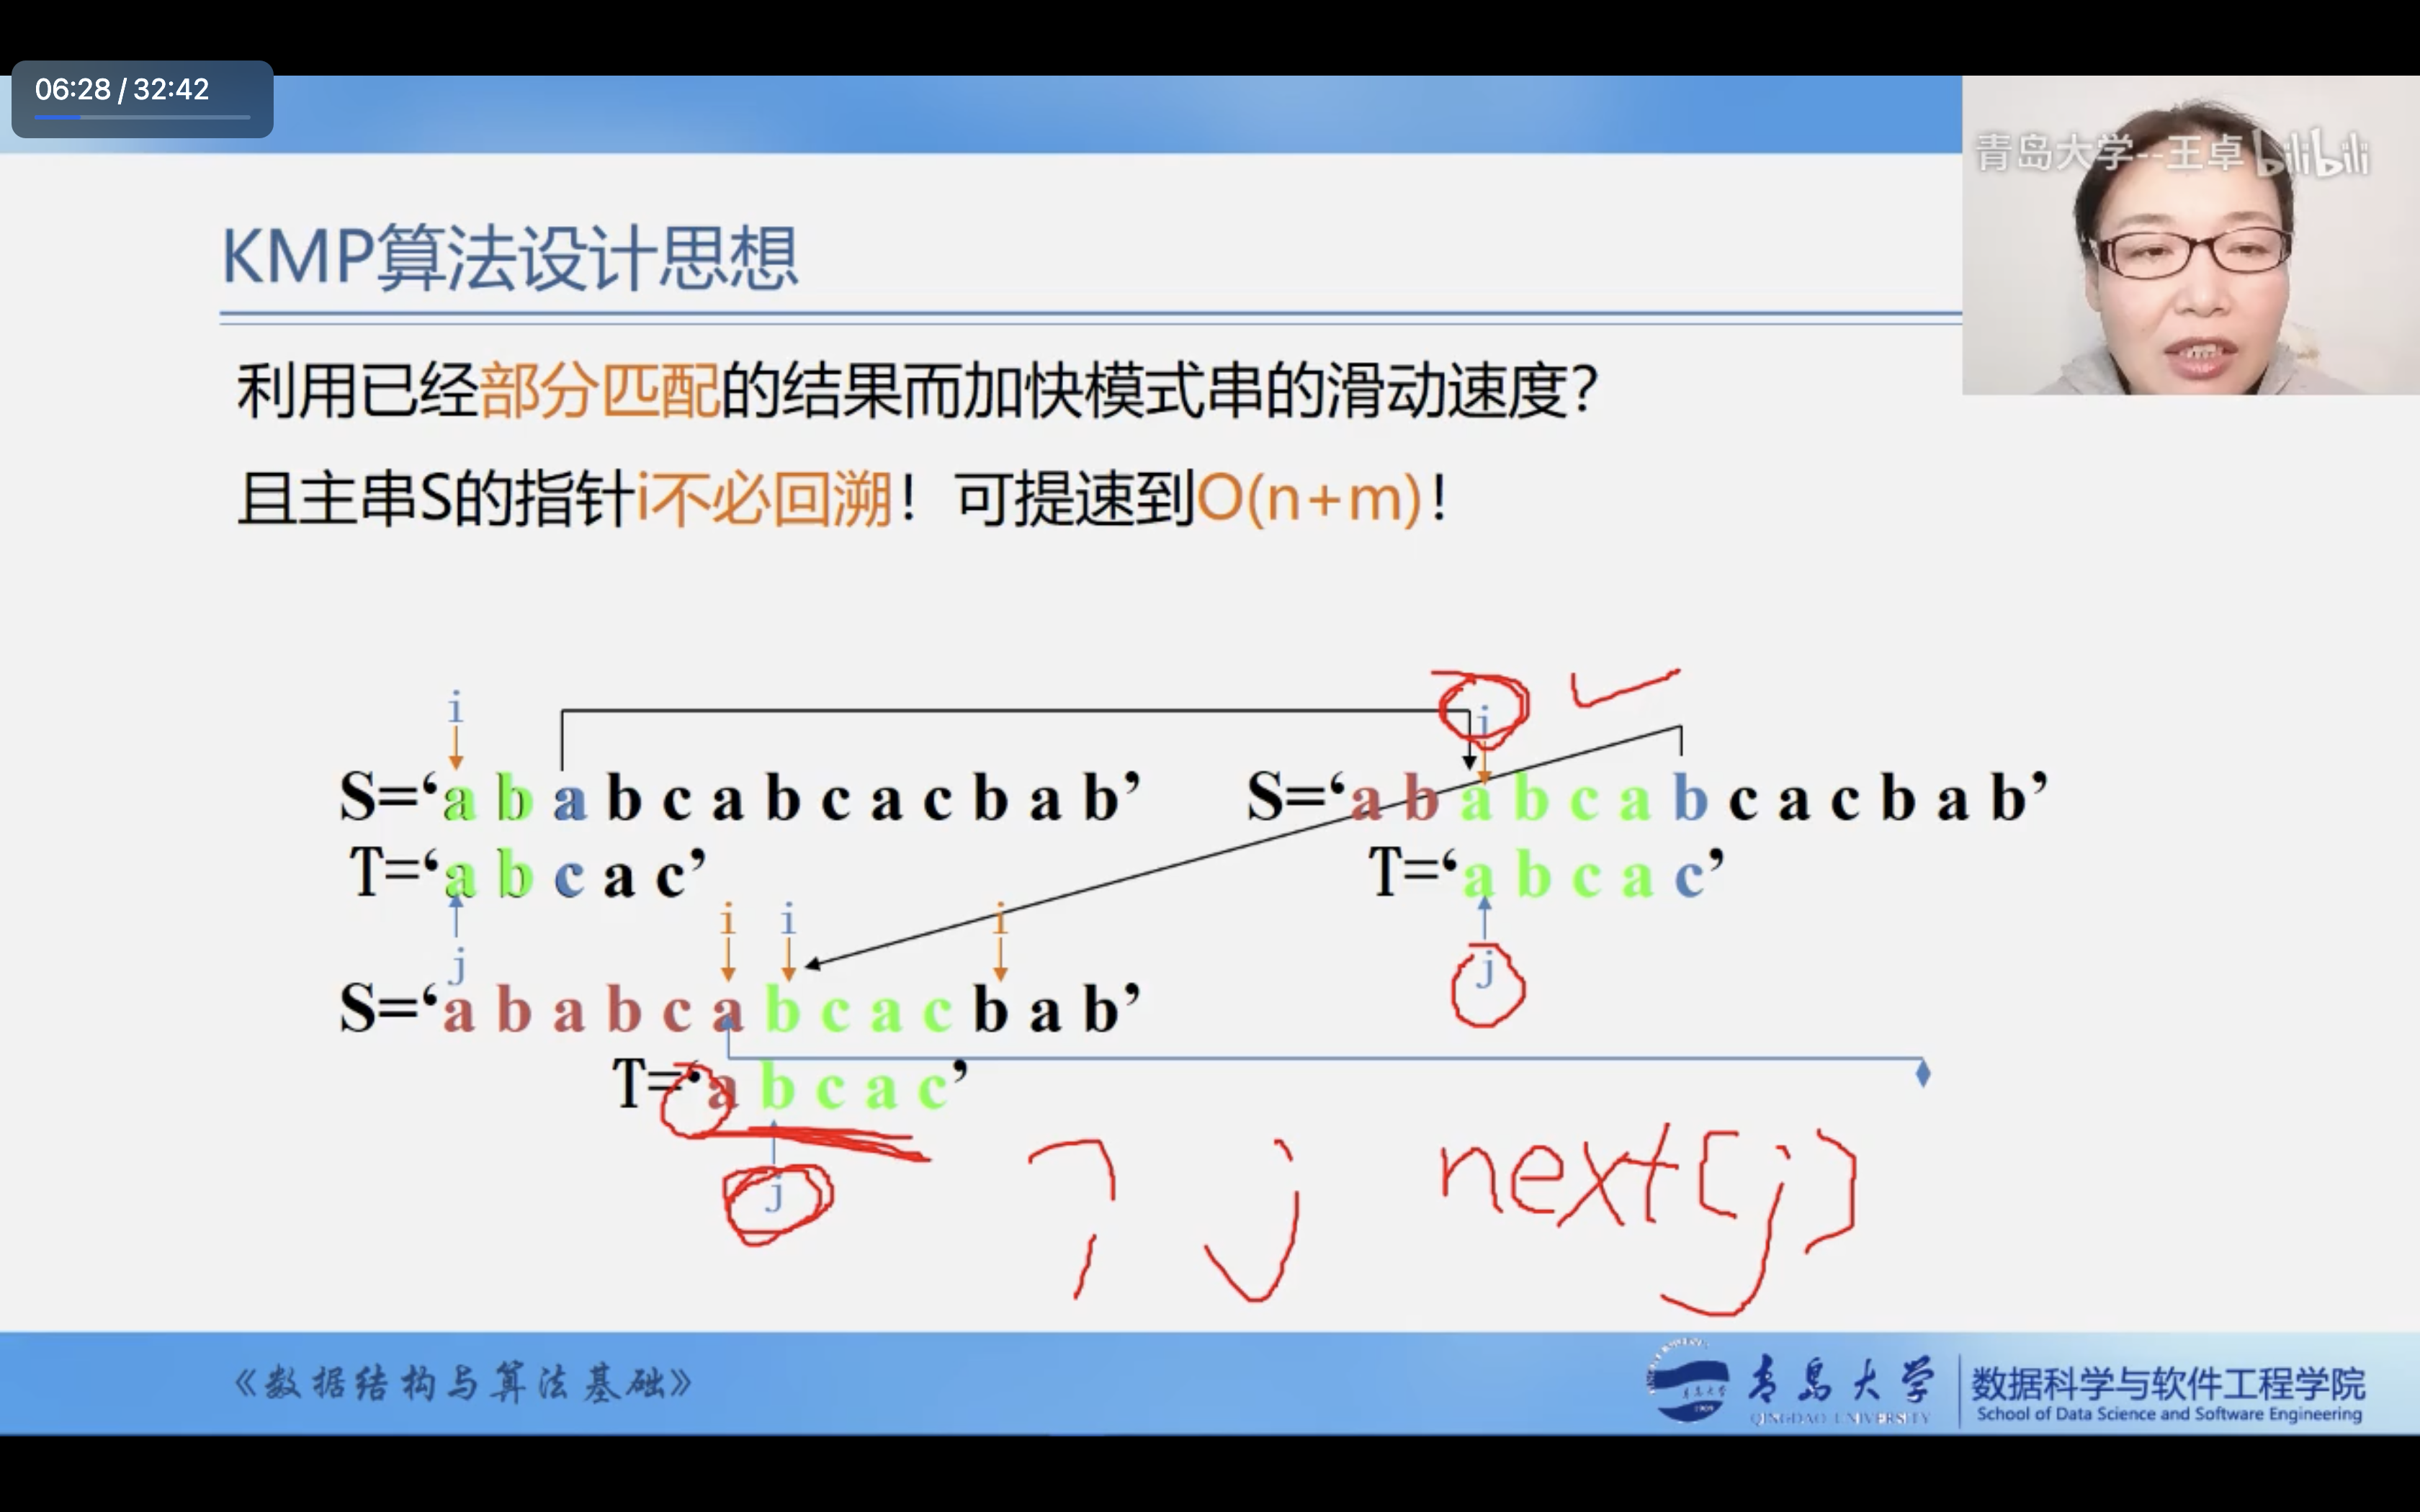 06:28 / 32:42
青岛大学--王卓 bilibili
KMP算法设计思想
利用已经部分匹配的结果而加快模式串的滑动速度?
且主串S的指针i不必回溯！可提速到O(n+m)！
i
i
S=‘a b a b c a b c a c b a b’
S=‘a b a b c a b c a c b a b’
T=‘a b c a c’
T=‘a b c a c’
i i i
j
j
S=‘a b a b c a b c a c b a b’
T=‘a b c a c’
j
j next[j]
《数据结构与算法基础》
青岛大学
QINGDAO UNIVERSITY
1909
数据科学与软件工程学院
School of Data Science and Software Engineering